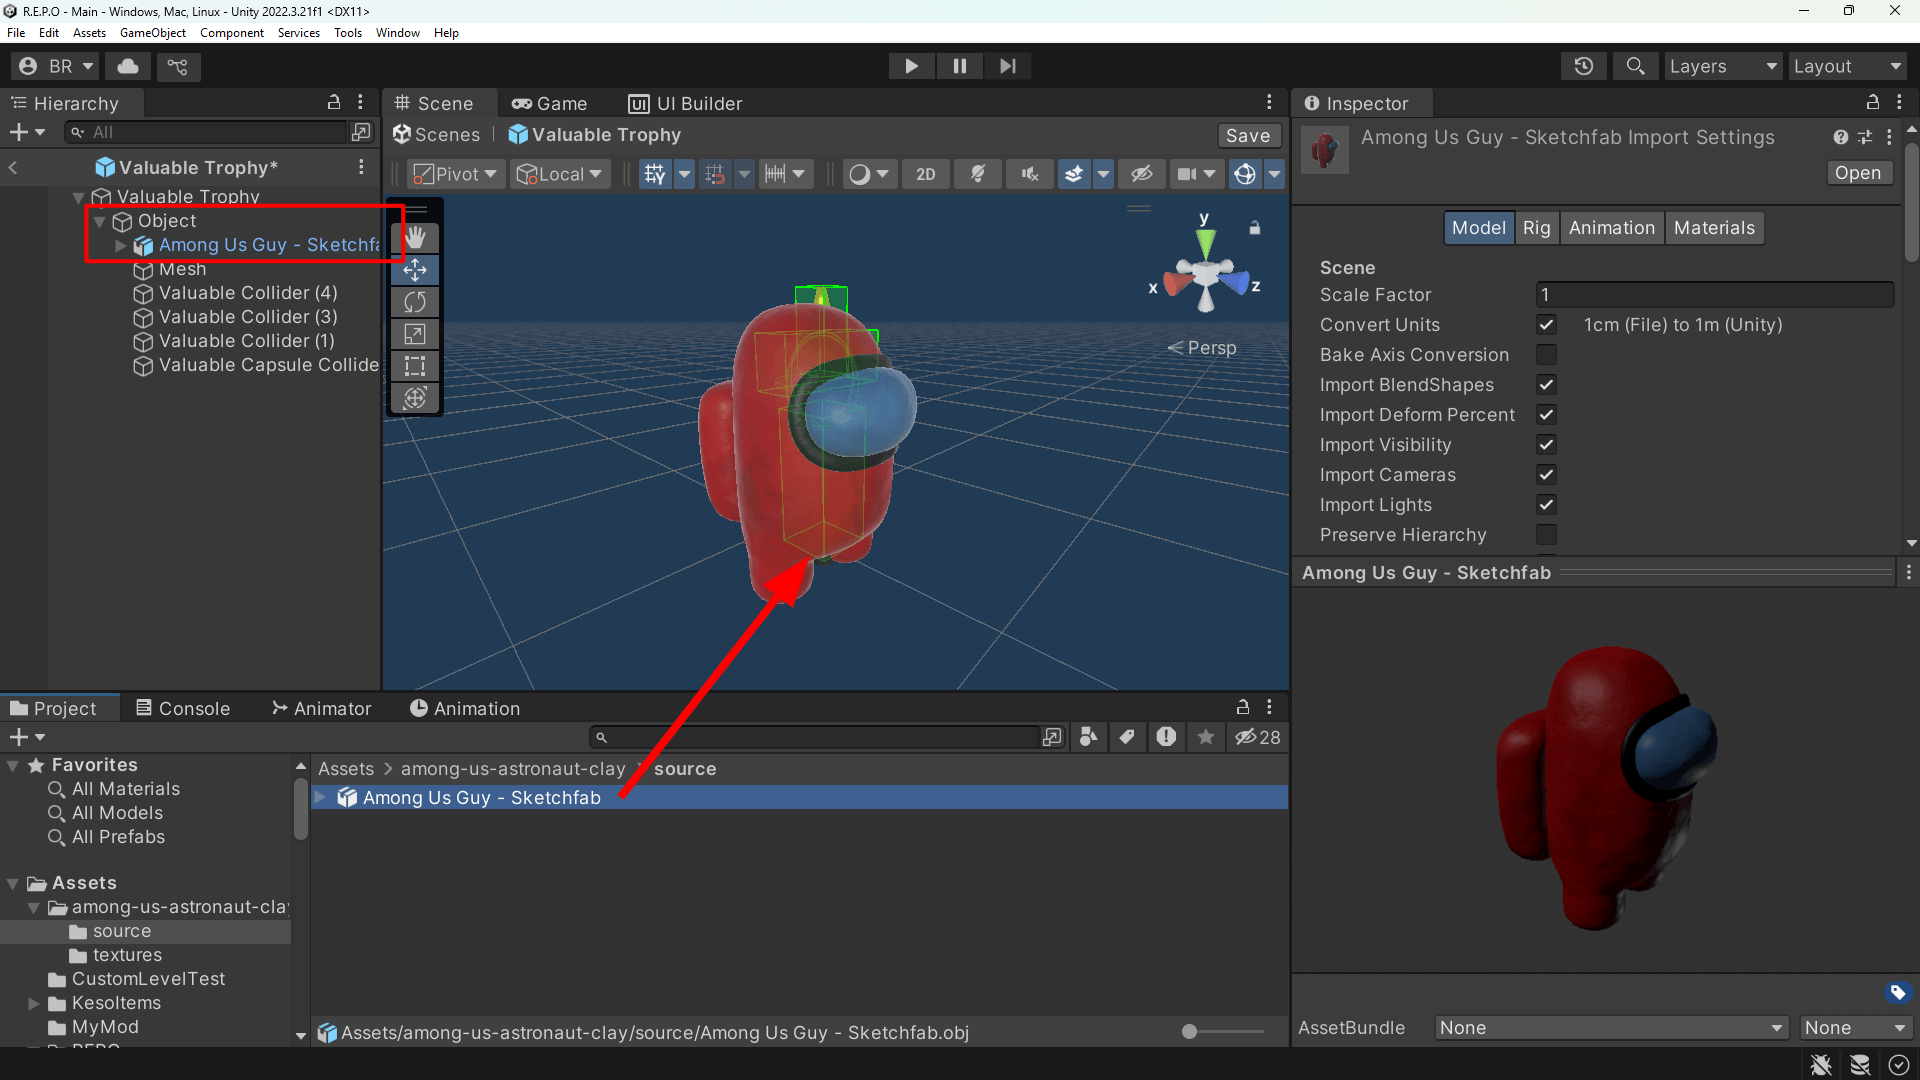 R.E.P.O - Main - Windows, Mac, Linux - Unity 2022.3.21f1 <DX11>
File Edit Assets GameObject Component Services Tools Window Help
BR
Layers Layout
Hierarchy
All
Valuable Trophy*
Valuable Trophy
Object
Among Us Guy - Sketchfa
Mesh
Valuable Collider (4)
Valuable Collider (3)
Valuable Collider (1)
Valuable Capsule Collide
Scene Game UI UI Builder
Scenes Valuable Trophy Save
Pivot Local 2D
y
x z
Persp
Inspector
Among Us Guy - Sketchfab Import Settings
Open
Model Rig Animation Materials
Scene
Scale Factor 1
Convert Units 1cm (File) to 1m (Unity)
Bake Axis Conversion
Import BlendShapes
Import Deform Percent
Import Visibility
Import Cameras
Import Lights
Preserve Hierarchy
Among Us Guy - Sketchfab
AssetBundle None None
Project Console Animator Animation
28
Favorites
All Materials
All Models
All Prefabs
Assets
among-us-astronaut-cla
source
textures
CustomLevelTest
KesoItems
MyMod
Assets > among-us-astronaut-clay source
Among Us Guy - Sketchfab
Assets/among-us-astronaut-clay/source/Among Us Guy - Sketchfab.obj